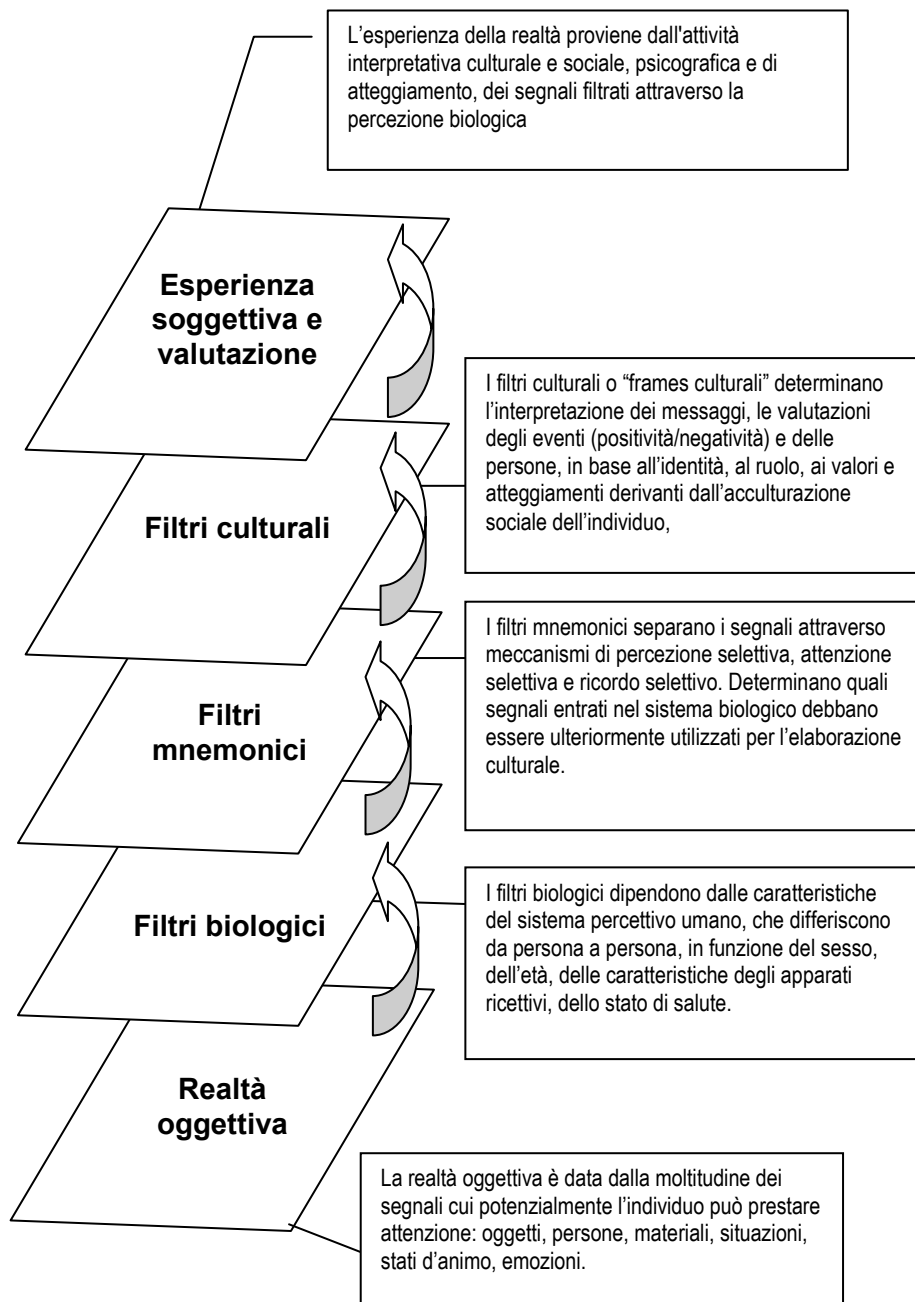 L'esperienza della realtà proviene dall'attività
interpretativa culturale e sociale, psicografica e di
atteggiamento, dei segnali filtrati attraverso la
percezione biologica
Esperienza
soggettiva e
valutazione
I filtri culturali o “frames culturali” determinano
l’interpretazione dei messaggi, le valutazioni
degli eventi (positività/negatività) e delle
persone, in base all’identità, al ruolo, ai valori e
atteggiamenti derivanti dall’acculturazione
sociale dell’individuo,
Filtri culturali
I filtri mnemonici separano i segnali attraverso
meccanismi di percezione selettiva, attenzione
selettiva e ricordo selettivo. Determinano quali
segnali entrati nel sistema biologico debbano
essere ulteriormente utilizzati per l’elaborazione
culturale.
Filtri
mnemonici
I filtri biologici dipendono dalle caratteristiche
del sistema percettivo umano, che differiscono
da persona a persona, in funzione del sesso,
dell’età, delle caratteristiche degli apparati
ricettivi, dello stato di salute.
Filtri biologici
Realtà
oggettiva
La realtà oggettiva è data dalla moltitudine dei
segnali cui potenzialmente l’individuo può prestare
attenzione: oggetti, persone, materiali, situazioni,
stati d’animo, emozioni.